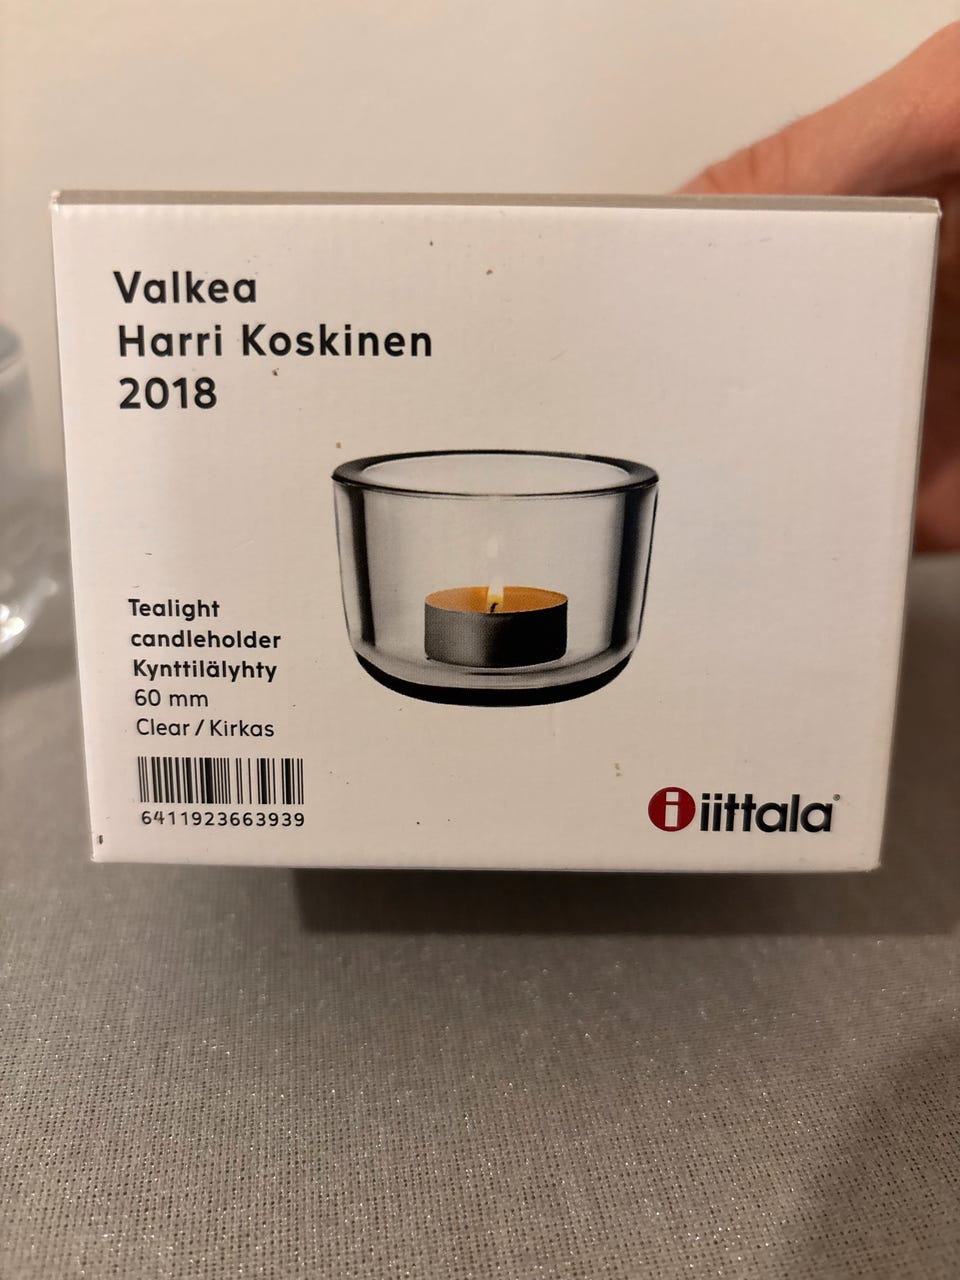 Valkea
Harri Koskinen
2018
Tealight
candleholder
Kynttilälyhty
60 mm
Clear / Kirkas
6411923663939
i iittala®